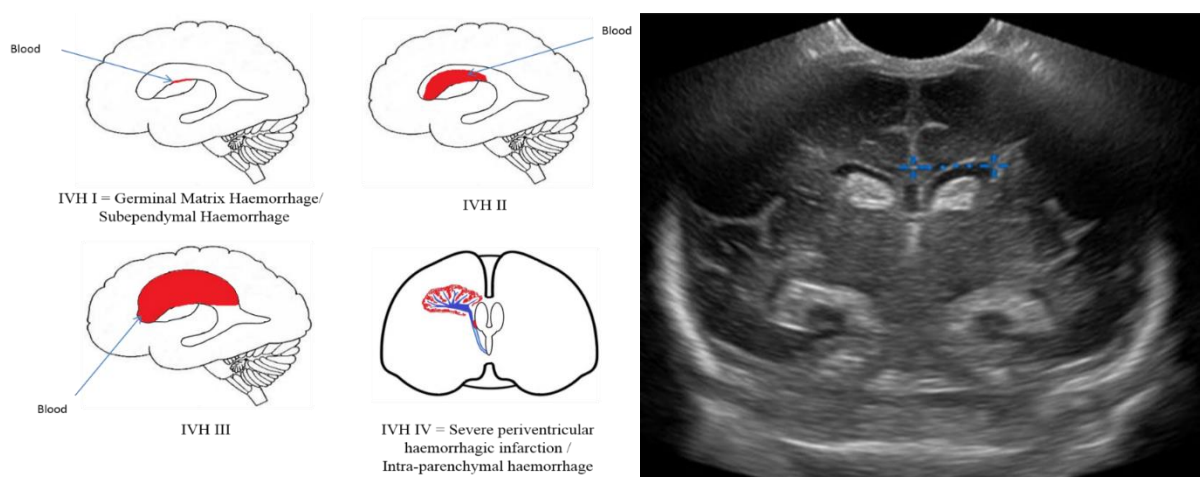 Blood
IVH I = Germinal Matrix Haemorrhage/
Subependymal Haemorrhage
Blood
IVH II
Blood
IVH III
IVH IV = Severe periventricular
haemorrhagic infarction /
Intra-parenchymal haemorrhage